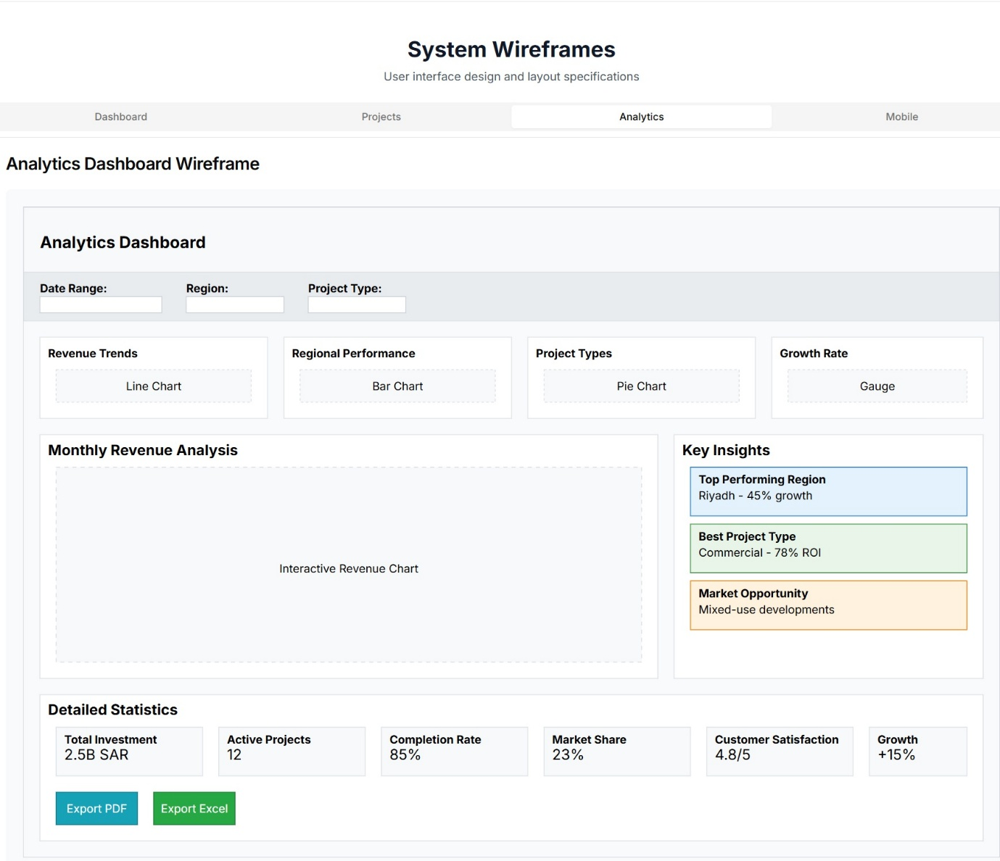 System Wireframes
User interface design and layout specifications
Dashboard
Projects
Analytics
Mobile
Analytics Dashboard Wireframe
Analytics Dashboard
Date Range:
Region:
Project Type:
Revenue Trends
Line Chart
Regional Performance
Bar Chart
Project Types
Pie Chart
Growth Rate
Gauge
Monthly Revenue Analysis
Interactive Revenue Chart
Key Insights
Top Performing Region
Riyadh - 45% growth
Best Project Type
Commercial - 78% ROI
Market Opportunity
Mixed-use developments
Detailed Statistics
Total Investment
2.5B SAR
Active Projects
12
Completion Rate
85%
Market Share
23%
Customer Satisfaction
4.8/5
Growth
+15%
Export PDF
Export Excel